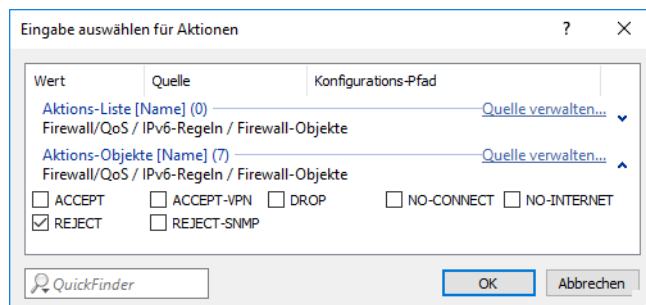 Eingabe auswählen für Aktionen ?
Wert Quelle Konfigurations-Pfad
Aktions-Liste [Name] (0) Quelle verwalten...
Firewall/QoS / IPv6-Regeln / Firewall-Objekte
Aktions-Objekte [Name] (7) Quelle verwalten...
Firewall/QoS / IPv6-Regeln / Firewall-Objekte
ACCEPT ACCEPT-VPN DROP NO-CONNECT NO-INTERNET
REJECT REJECT-SNMP
QuickFinder OK Abbrechen